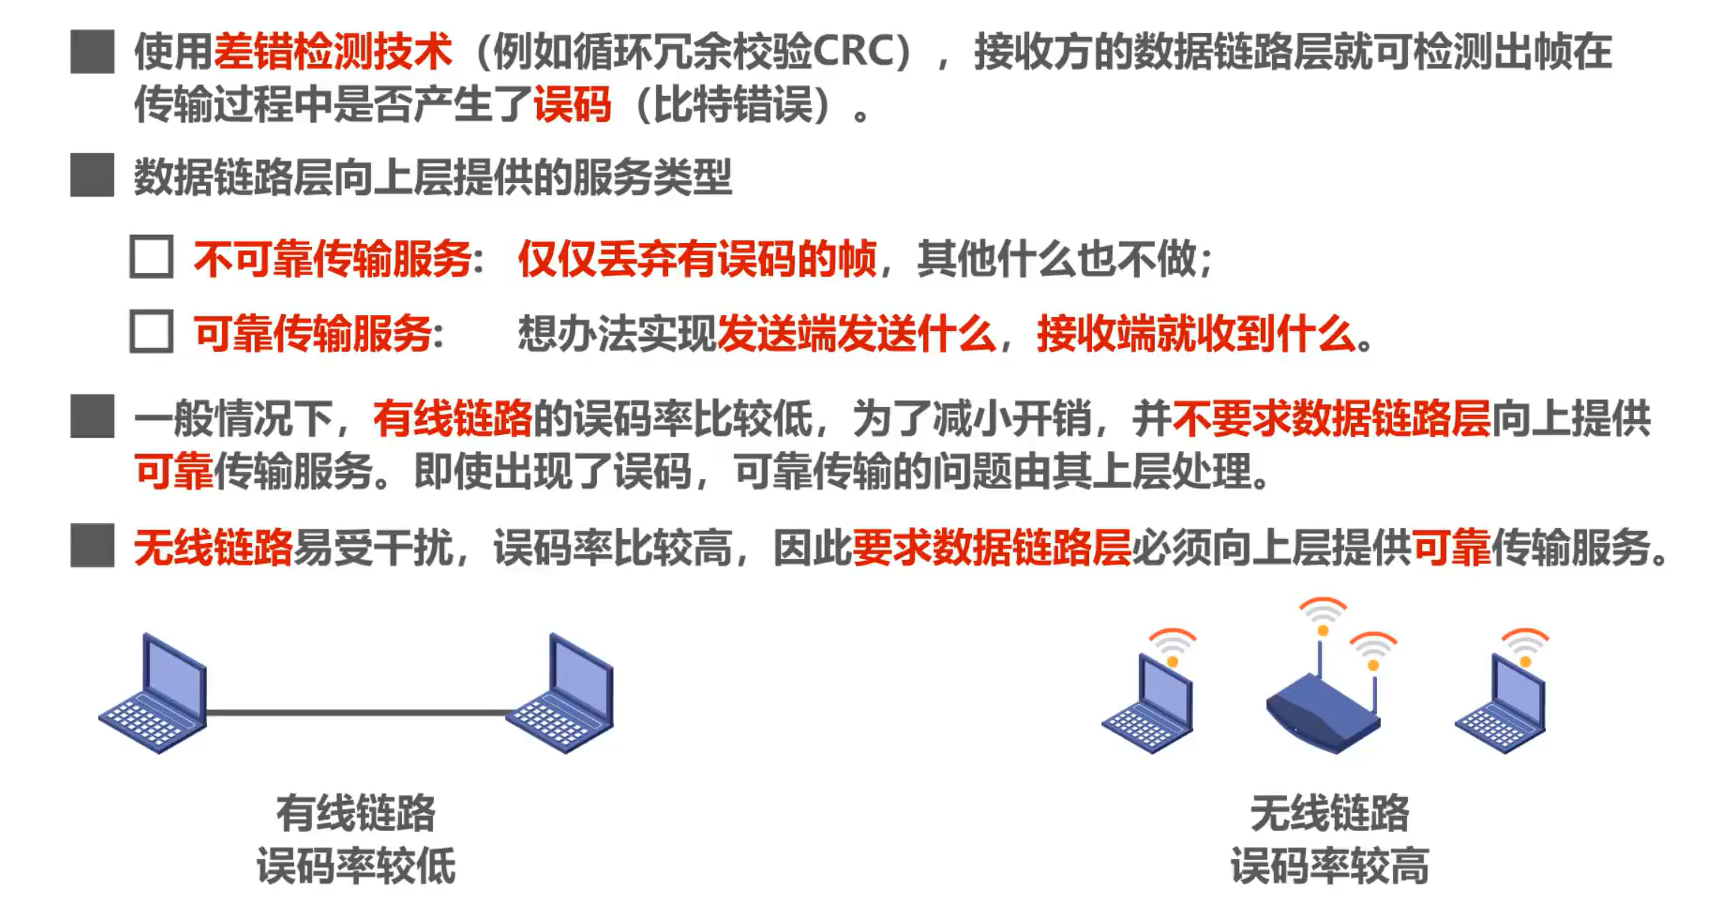 使用差错检测技术（例如循环冗余校验CRC），接收方的数据链路层就可检测出帧在
传输过程中是否产生了误码（比特错误）。
数据链路层向上层提供的服务类型
不可靠传输服务： 仅仅丢弃有误码的帧，其他什么也不做；
可靠传输服务： 想办法实现发送端发送什么，接收端就收到什么。
一般情况下，有线链路的误码率比较低，为了减小开销，并不要求数据链路层向上提供
可靠传输服务。即使出现了误码，可靠传输的问题由其上层处理。
无线链路易受干扰，误码率比较高，因此要求数据链路层必须向上层提供可靠传输服务。
有线链路
误码率较低
无线链路
误码率较高